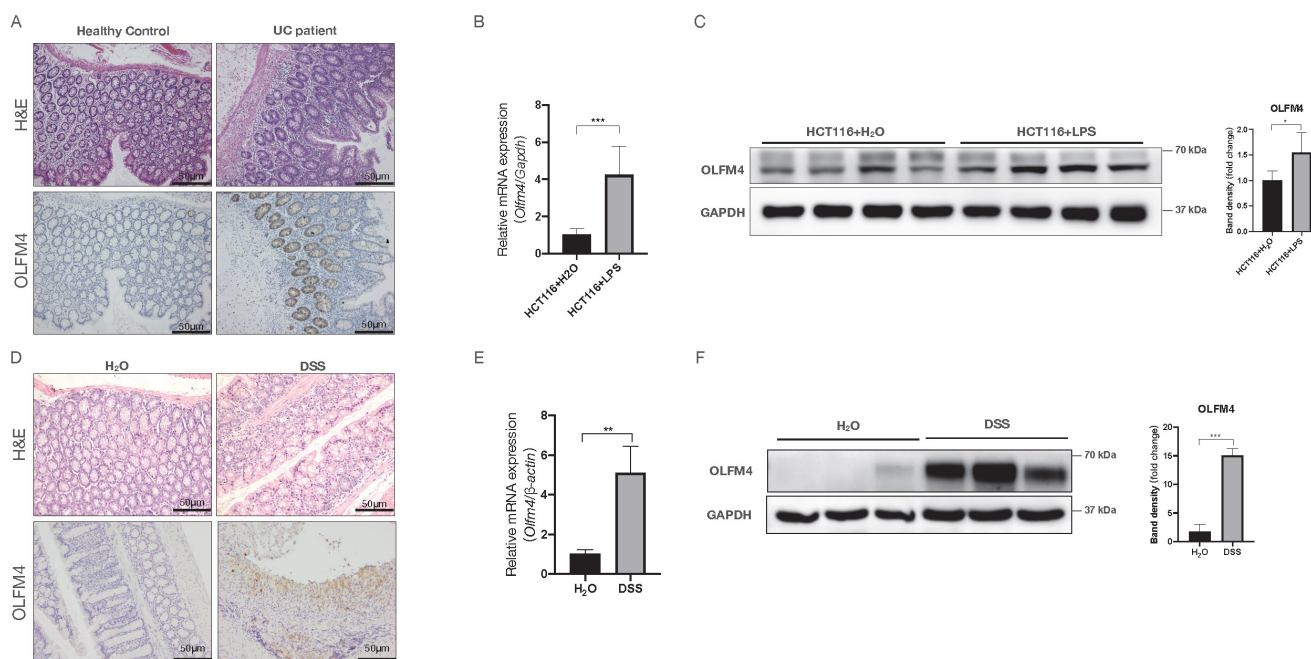 A
Healthy Control
UC patient
H&E
50μm
50μm
OLFM4
50μm
50μm
B
Relative mRNA expression
(Olfm4/Gapdh)
8
6
4
2
0
***
HCT116+H2O
HCT116+LPS
C
HCT116+H₂O
HCT116+LPS
70 kDa
OLFM4
GAPDH
37 kDa
OLFM4
Band density (fold change)
2.0
1.5
1.0
0.5
0.0
*
HCT116+H₂O
HCT116+LPS
D
H₂O
DSS
H&E
50μm
50μm
OLFM4
50μm
50μm
E
Relative mRNA expression
(Olfm4/β-actin)
8
6
4
2
0
**
H₂O
DSS
F
H₂O
DSS
70 kDa
OLFM4
GAPDH
37 kDa
OLFM4
Band density (fold change)
20
15
10
5
0
***
H₂O
DSS